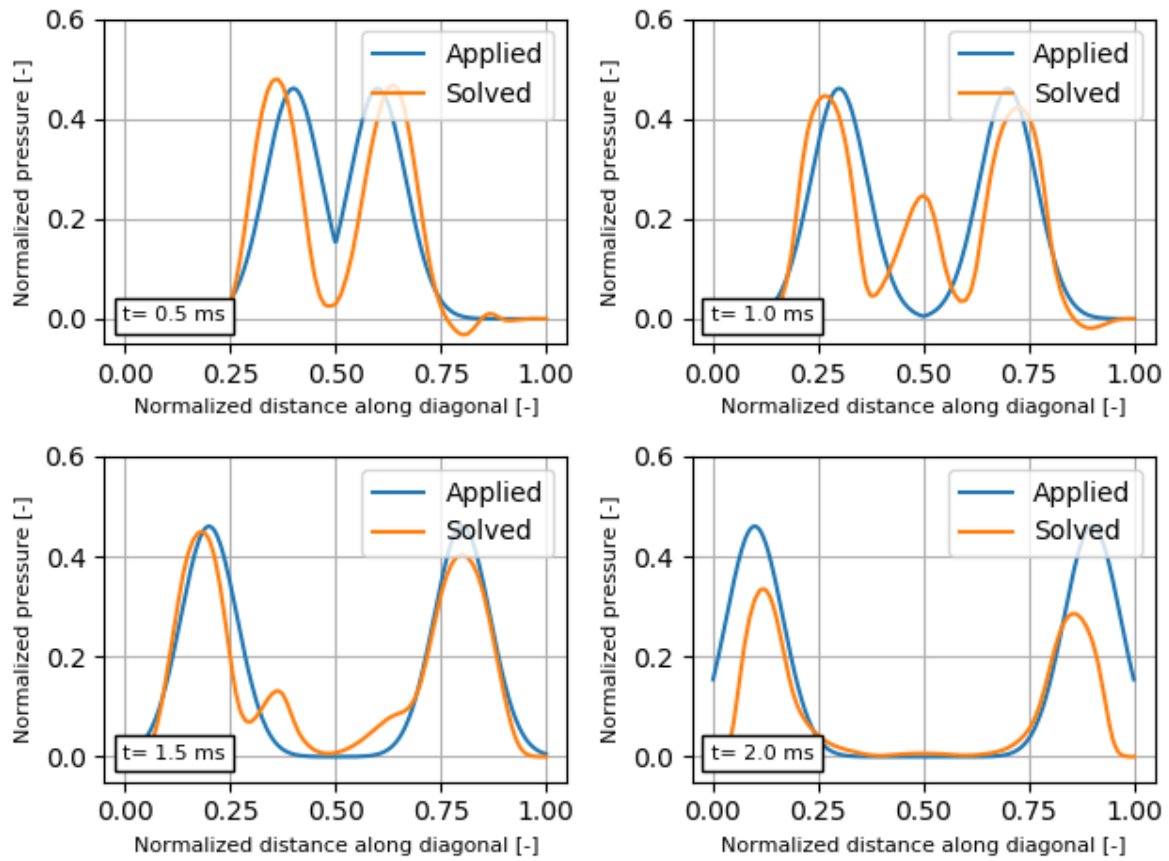 0.6
0.4
0.2
0.0
Normalized pressure [-]
Applied
Solved
t= 0.5 ms
0.00 0.25 0.50 0.75 1.00
Normalized distance along diagonal [-]
0.6
0.4
0.2
0.0
Normalized pressure [-]
Applied
Solved
t= 1.0 ms
0.00 0.25 0.50 0.75 1.00
Normalized distance along diagonal [-]
0.6
0.4
0.2
0.0
Normalized pressure [-]
Applied
Solved
t= 1.5 ms
0.00 0.25 0.50 0.75 1.00
Normalized distance along diagonal [-]
0.6
0.4
0.2
0.0
Normalized pressure [-]
Applied
Solved
t= 2.0 ms
0.00 0.25 0.50 0.75 1.00
Normalized distance along diagonal [-]